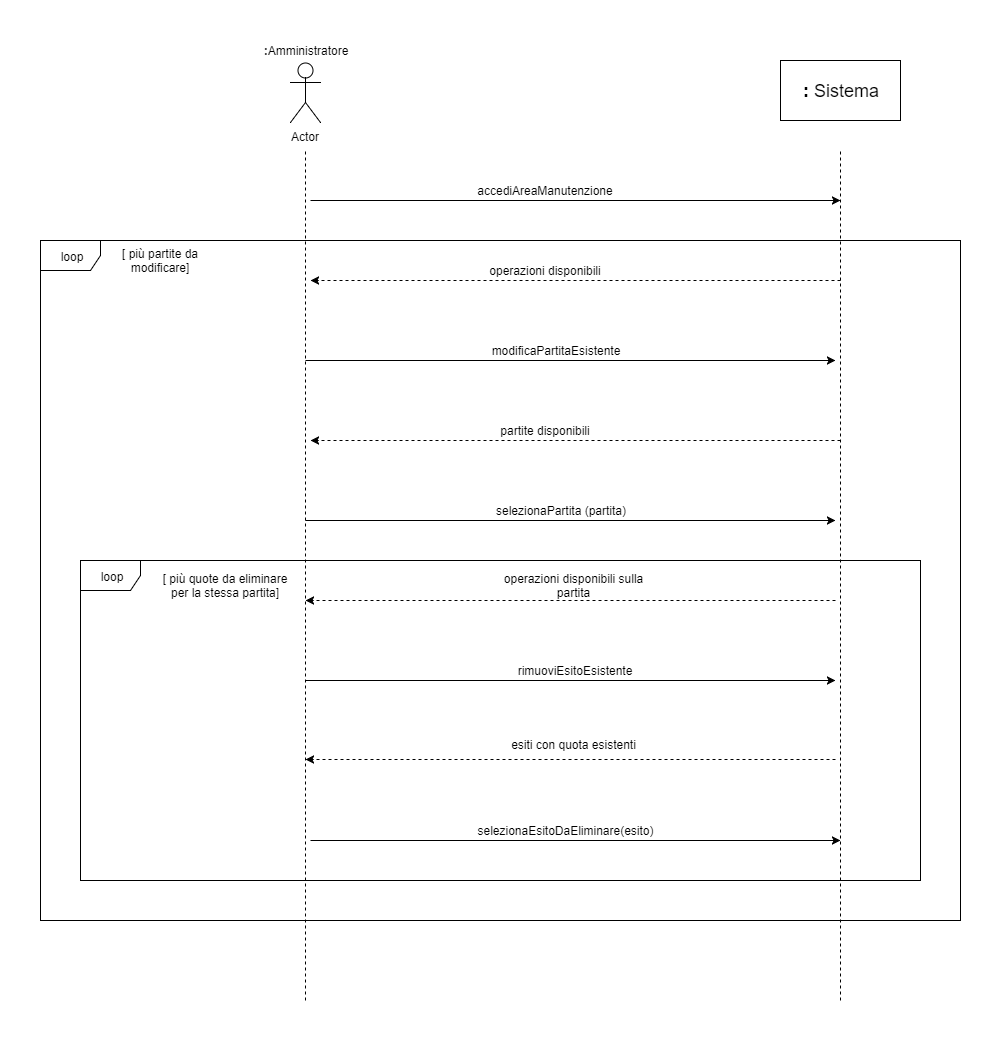 :Amministratore
: Sistema
Actor
accediAreaManutenzione
loop
[ più partite da
modificare]
operazioni disponibili
modificaPartitaEsistente
partite disponibili
selezionaPartita (partita)
loop
[ più quote da eliminare
per la stessa partita]
operazioni disponibili sulla
partita
rimuoviEsitoEsistente
esiti con quota esistenti
selezionaEsitoDaEliminare(esito)